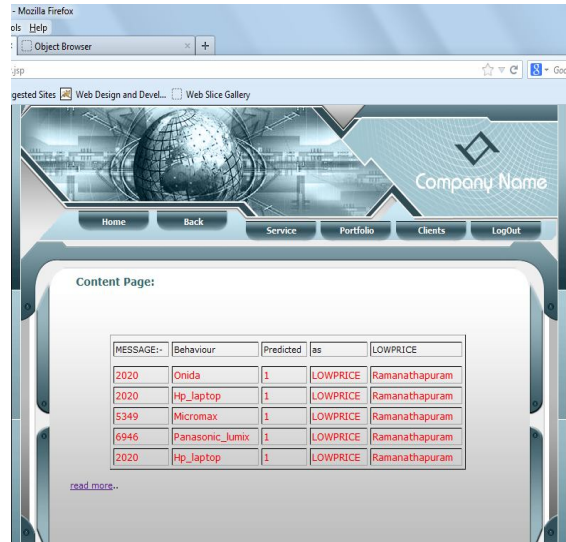 - Mozilla Firefox
ols Help
Object Browser × +
.jsp
ggested Sites Web Design and Devel... Web Slice Gallery
Company Name
Home Back Service Portfolio Clients LogOut
Content Page:
MESSAGE:- Behaviour Predicted as LOWPRICE
2020 Onida 1 LOWPRICE Ramanathapuram
2020 Hp_laptop 1 LOWPRICE Ramanathapuram
5349 Micromax 1 LOWPRICE Ramanathapuram
6946 Panasonic_lumix 1 LOWPRICE Ramanathapuram
2020 Hp_laptop 1 LOWPRICE Ramanathapuram
read more..